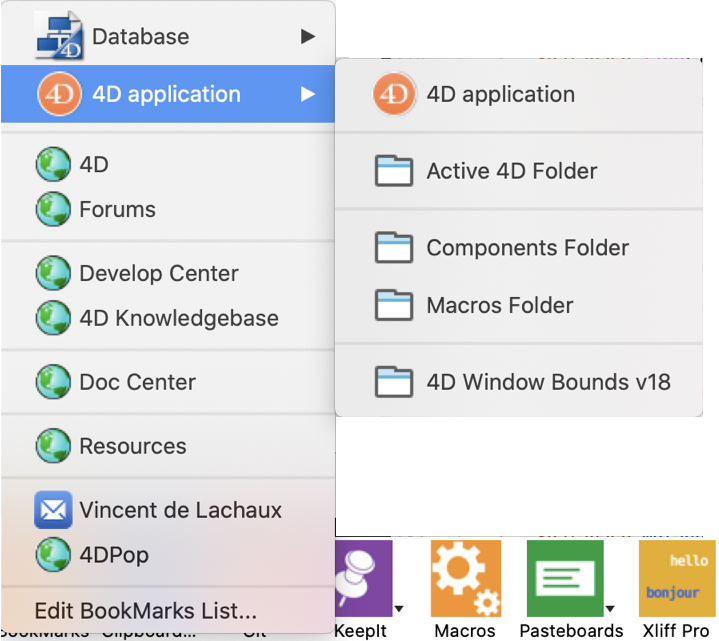 Database
4D application
4D
Forums
Develop Center
4D Knowledgebase
Doc Center
Resources
Vincent de Lachaux
4DPop
Edit BookMarks List...
4D application
Active 4D Folder
Components Folder
Macros Folder
4D Window Bounds v18
hello
bonjour
KeepIt
Macros
Pasteboards
Xliff Pro